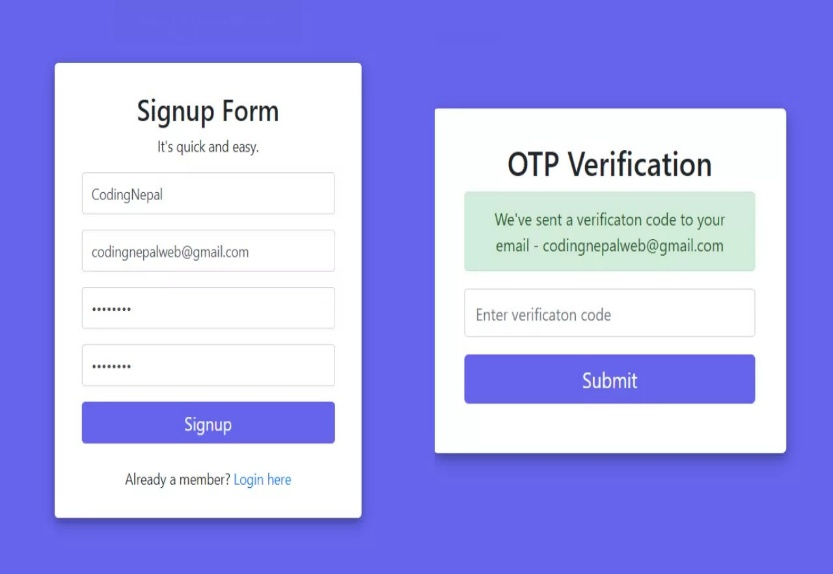 Signup Form
It's quick and easy.
CodingNepal
codingnepalweb@gmail.com
••••••••
••••••••
Signup
Already a member? Login here
OTP Verification
We've sent a verificaton code to your
email - codingnepalweb@gmail.com
Enter verificaton code
Submit